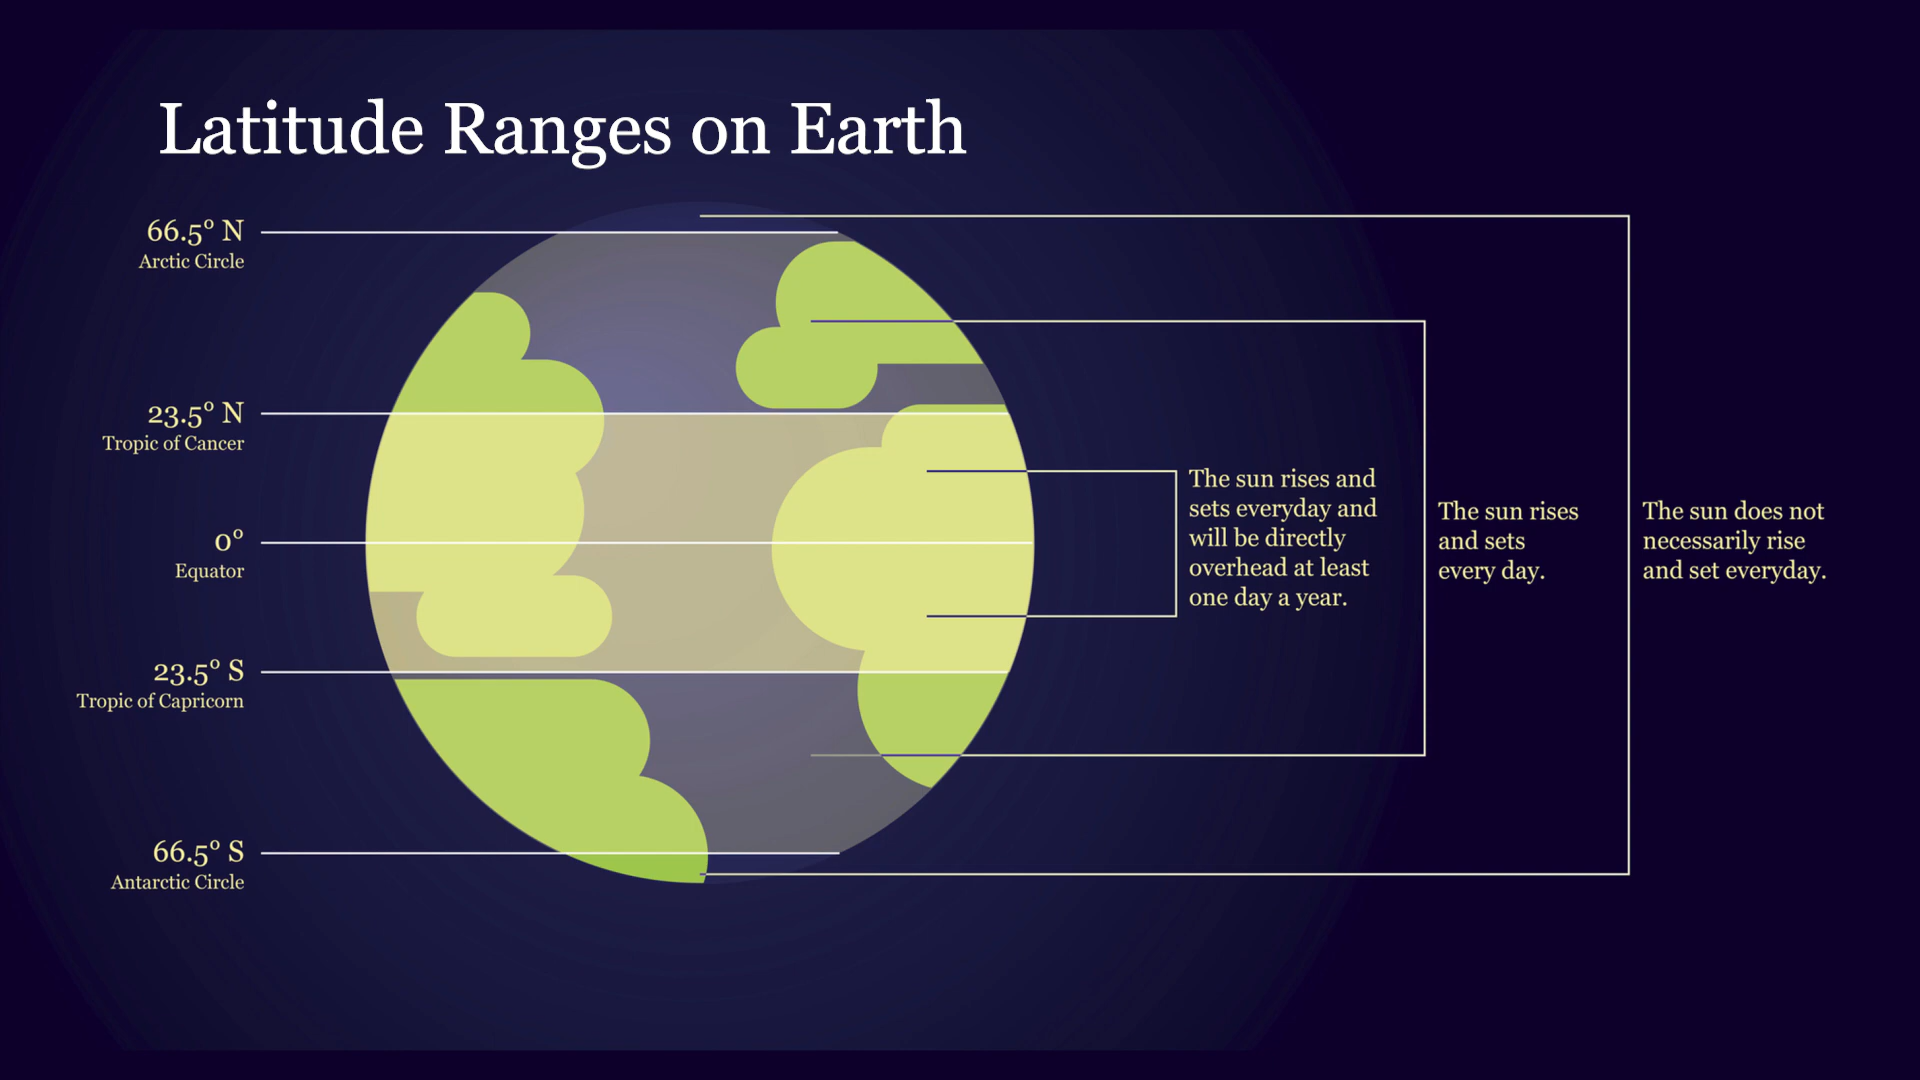 Latitude Ranges on Earth
66.5° N
Arctic Circle
23.5° N
Tropic of Cancer
0°
Equator
23.5° S
Tropic of Capricorn
66.5° S
Antarctic Circle
The sun rises and
sets everyday and
will be directly
overhead at least
one day a year.
The sun rises
and sets
every day.
The sun does not
necessarily rise
and set everyday.